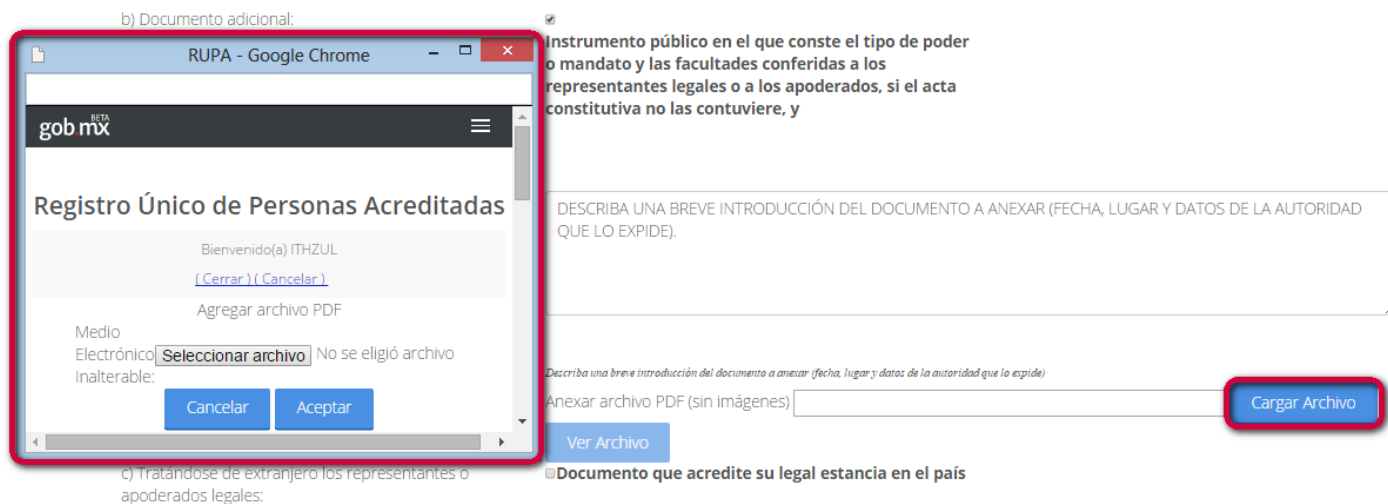 b) Documento adicional:
RUPA - Google Chrome
gob.mx
BETA
Registro Único de Personas Acreditadas
Bienvenido(a) ITHZUL
( Cerrar ) ( Cancelar )
Agregar archivo PDF
Medio
Electrónico Seleccionar archivo No se eligió archivo
Inalterable:
Cancelar Aceptar
Instrumento público en el que conste el tipo de poder
o mandato y las facultades conferidas a los
representantes legales o a los apoderados, si el acta
constitutiva no las contuviere, y
DESCRIBA UNA BREVE INTRODUCCIÓN DEL DOCUMENTO A ANEXAR (FECHA, LUGAR Y DATOS DE LA AUTORIDAD
QUE LO EXPIDE).
Describa una breve introducción del documento a anexar (fecha, lugar y datos de la autoridad que lo expide)
Anexar archivo PDF (sin imágenes) Cargar Archivo
Ver Archivo
c) Tratándose de extranjero los representantes o
apoderados legales:
Documento que acredite su legal estancia en el país